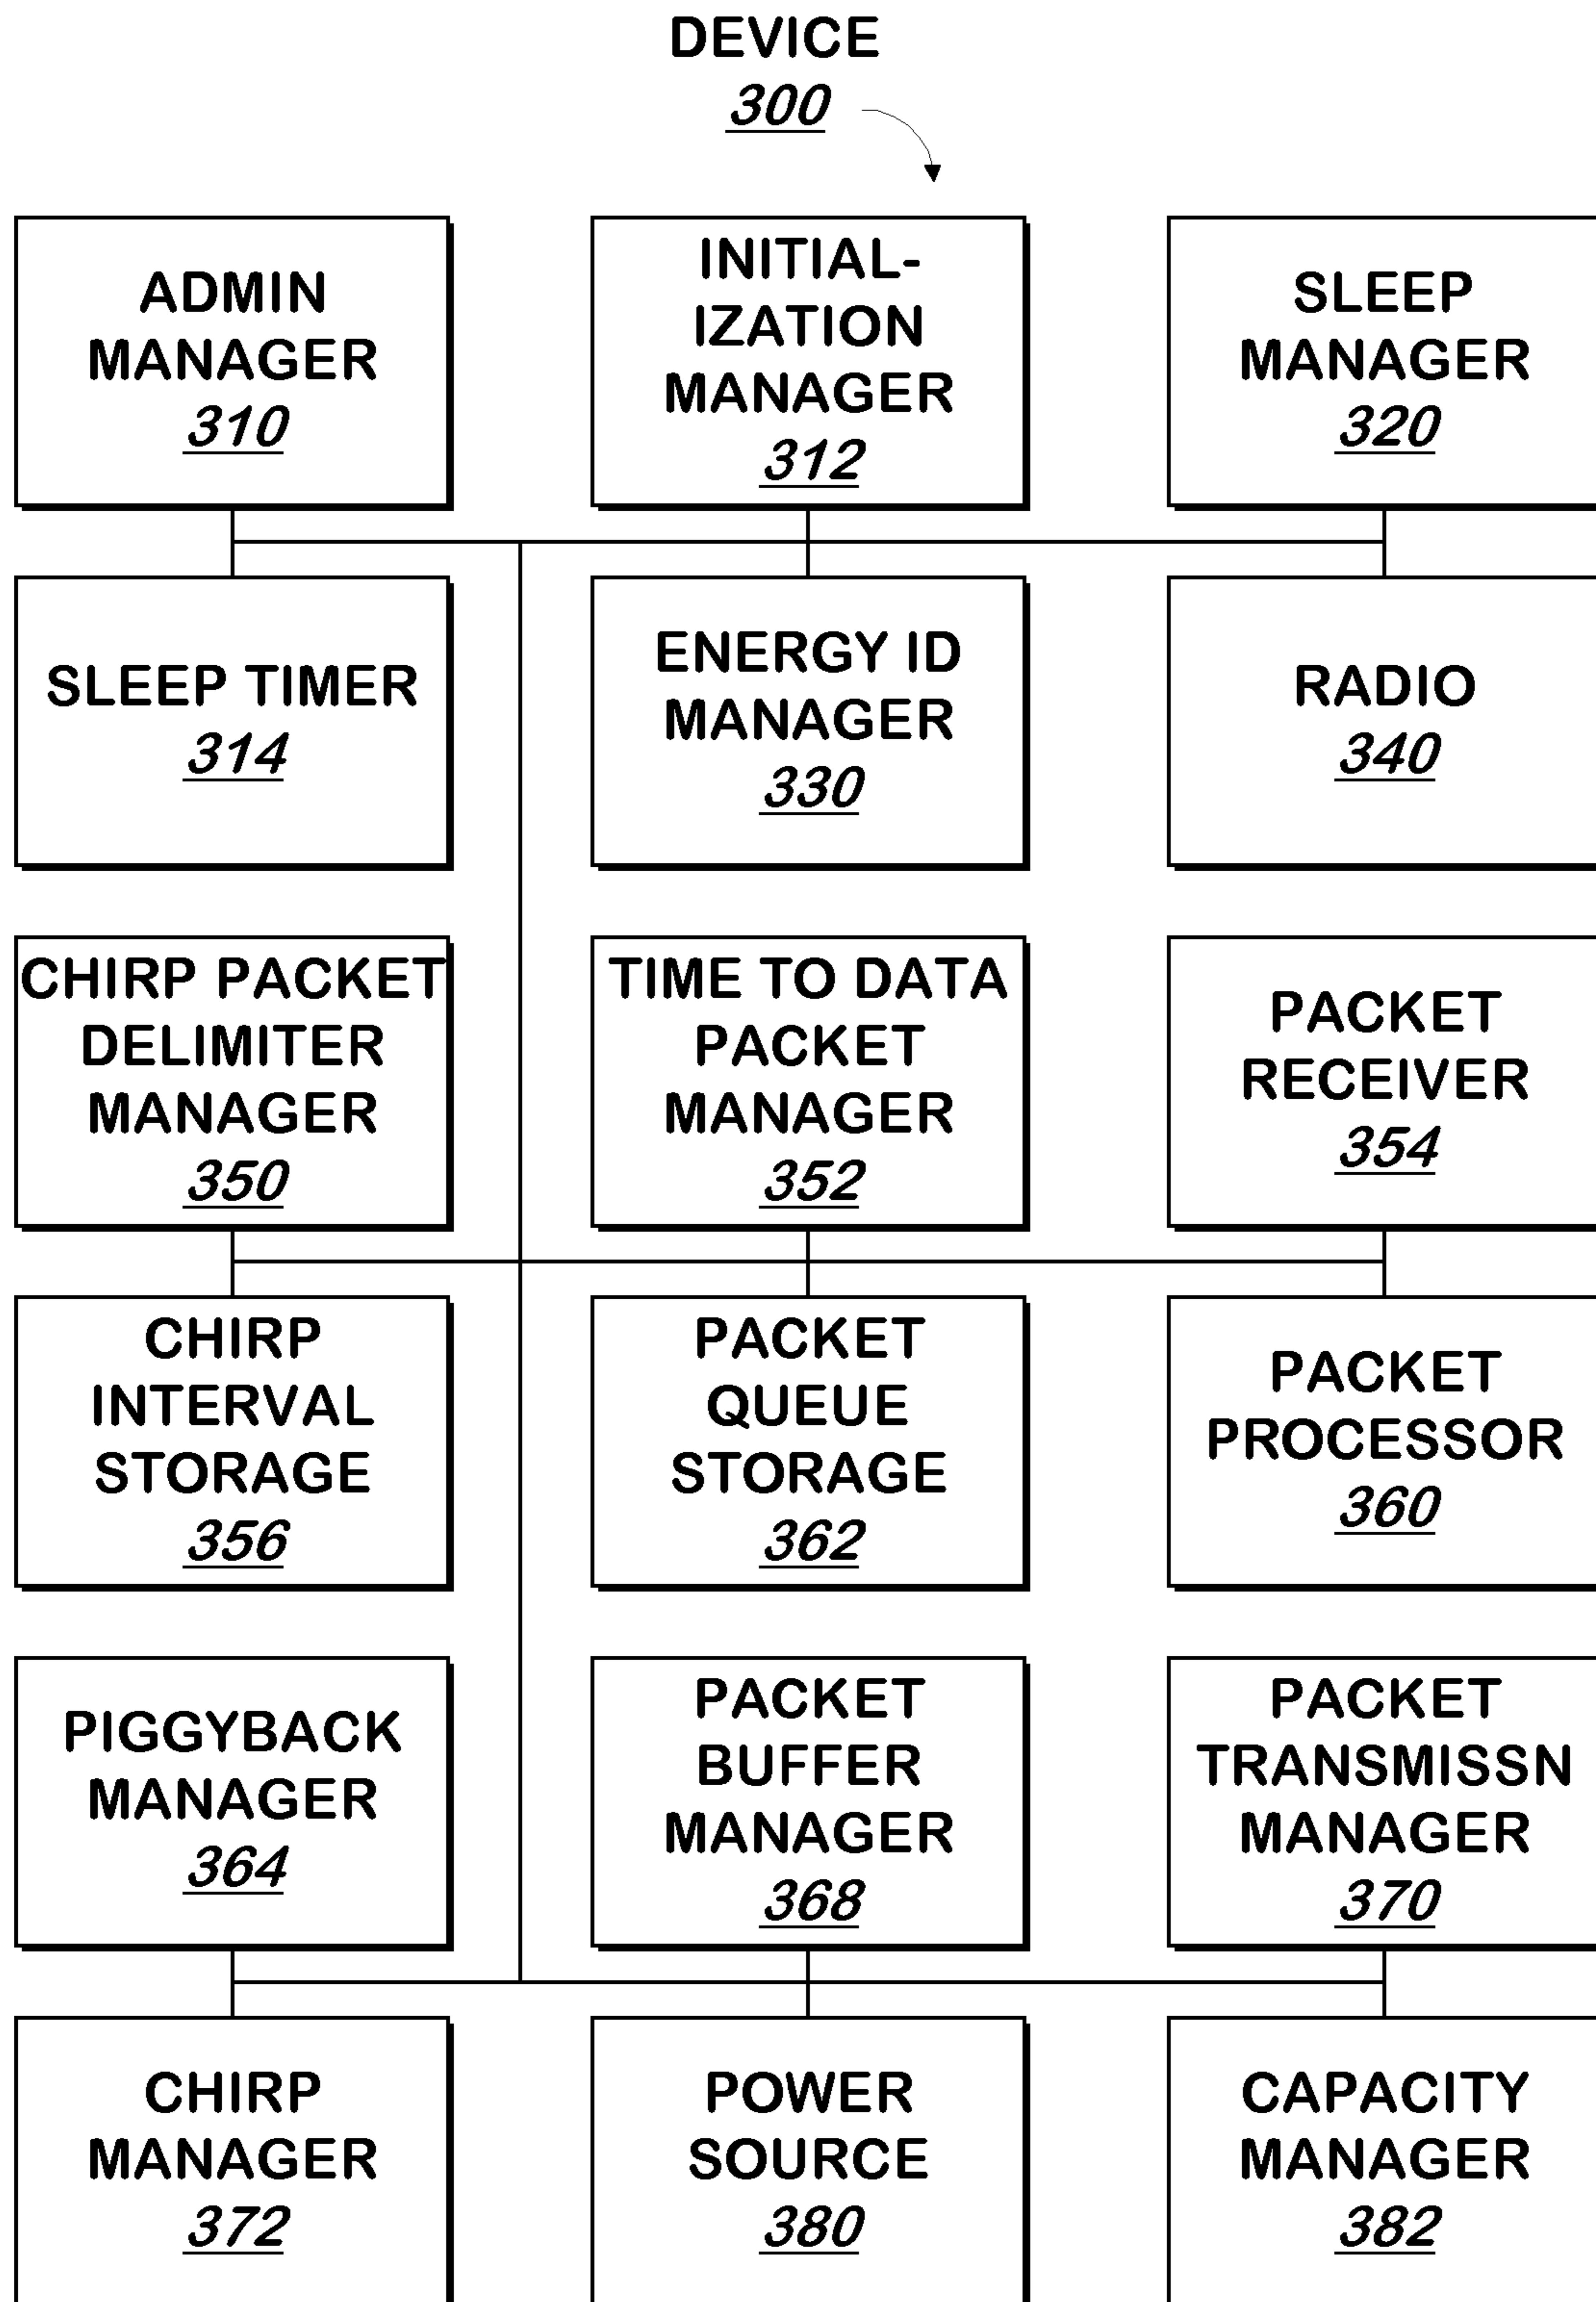 DEVICE
300
ADMIN
MANAGER
310
INITIAL-
IZATION
MANAGER
312
SLEEP
MANAGER
320
SLEEP TIMER
314
ENERGY ID
MANAGER
330
RADIO
340
CHIRP PACKET
DELIMITER
MANAGER
350
TIME TO DATA
PACKET
MANAGER
352
PACKET
RECEIVER
354
CHIRP
INTERVAL
STORAGE
356
PACKET
QUEUE
STORAGE
362
PACKET
PROCESSOR
360
PIGGYBACK
MANAGER
364
PACKET
BUFFER
MANAGER
368
PACKET
TRANSMISSN
MANAGER
370
CHIRP
MANAGER
372
POWER
SOURCE
380
CAPACITY
MANAGER
382